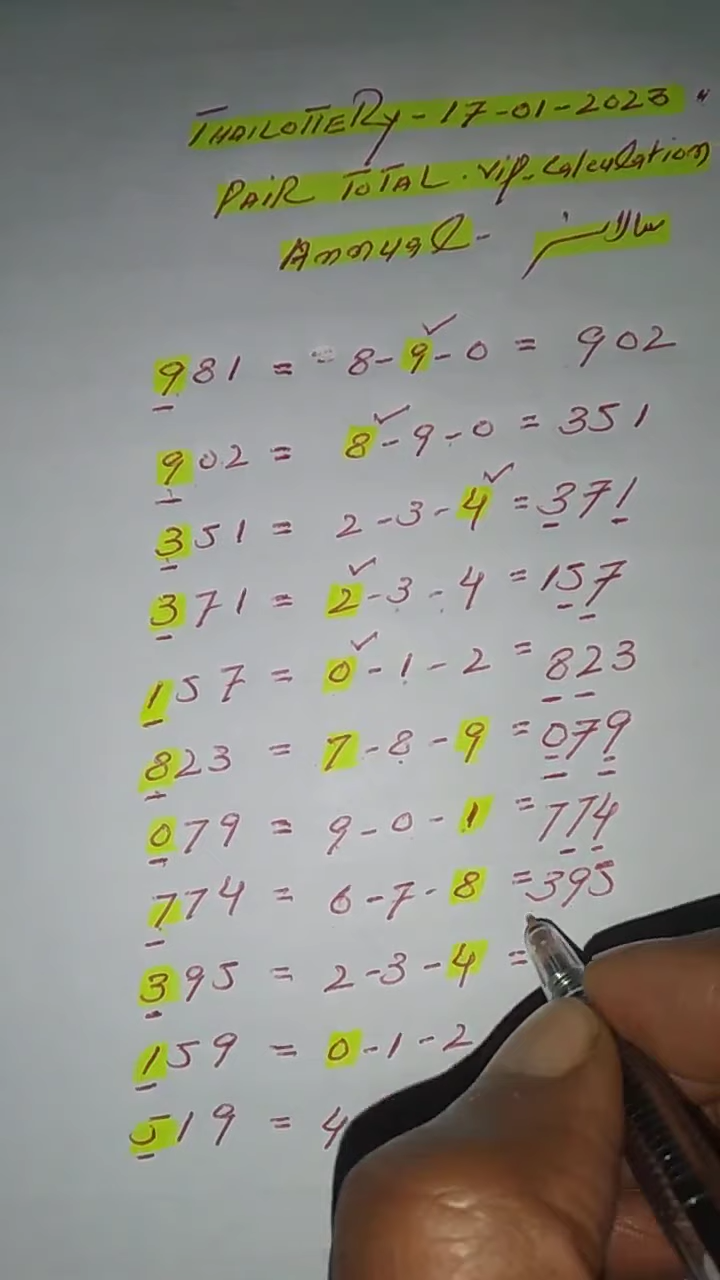 THAILOTTERY-17-01-2023
PAIR TOTAL.vip.calculation
Annual-
981 = 8-9-0 = 902
902 = 8-9-0 = 351
351 = 2-3-4 = 371
371 = 2-3-4 = 157
157 = 0-1-2 = 823
823 = 7-8-9 = 079
079 = 9-0-1 = 774
774 = 6-7-8 = 395
395 = 2-3-4 =
159 = 0-1-2
519 = 4